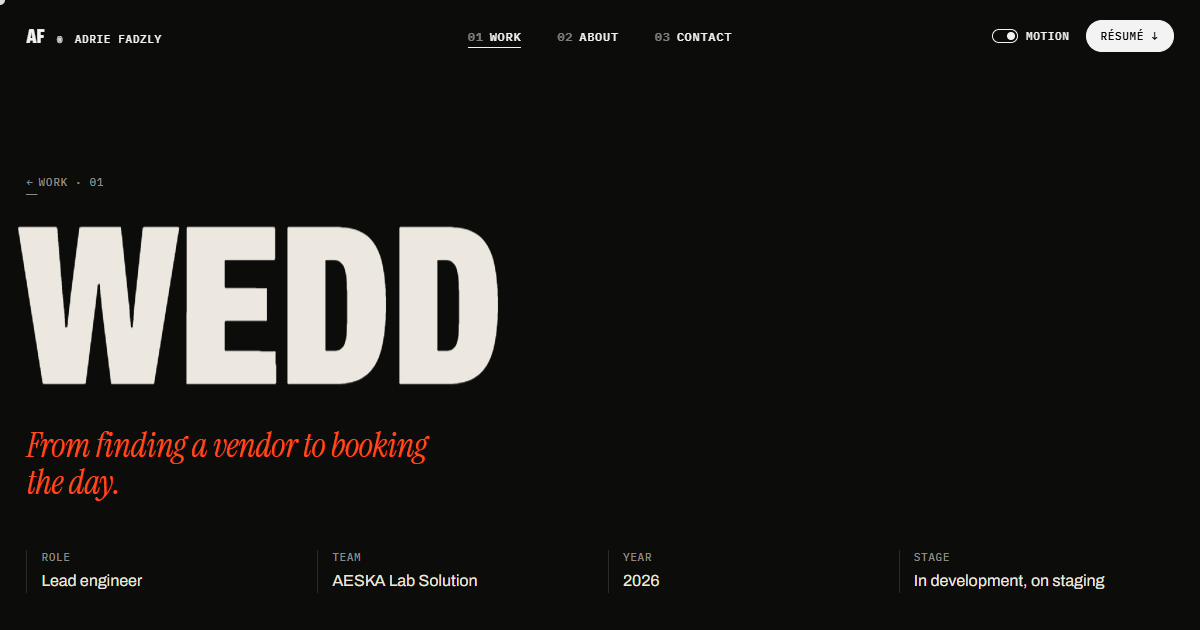 AF ADRIE FADZLY
01 WORK 02 ABOUT 03 CONTACT
MOTION
RÉSUMÉ ↓
← WORK · 01
WEDD
From finding a vendor to booking
the day.
ROLE
Lead engineer
TEAM
AESKA Lab Solution
YEAR
2026
STAGE
In development, on staging